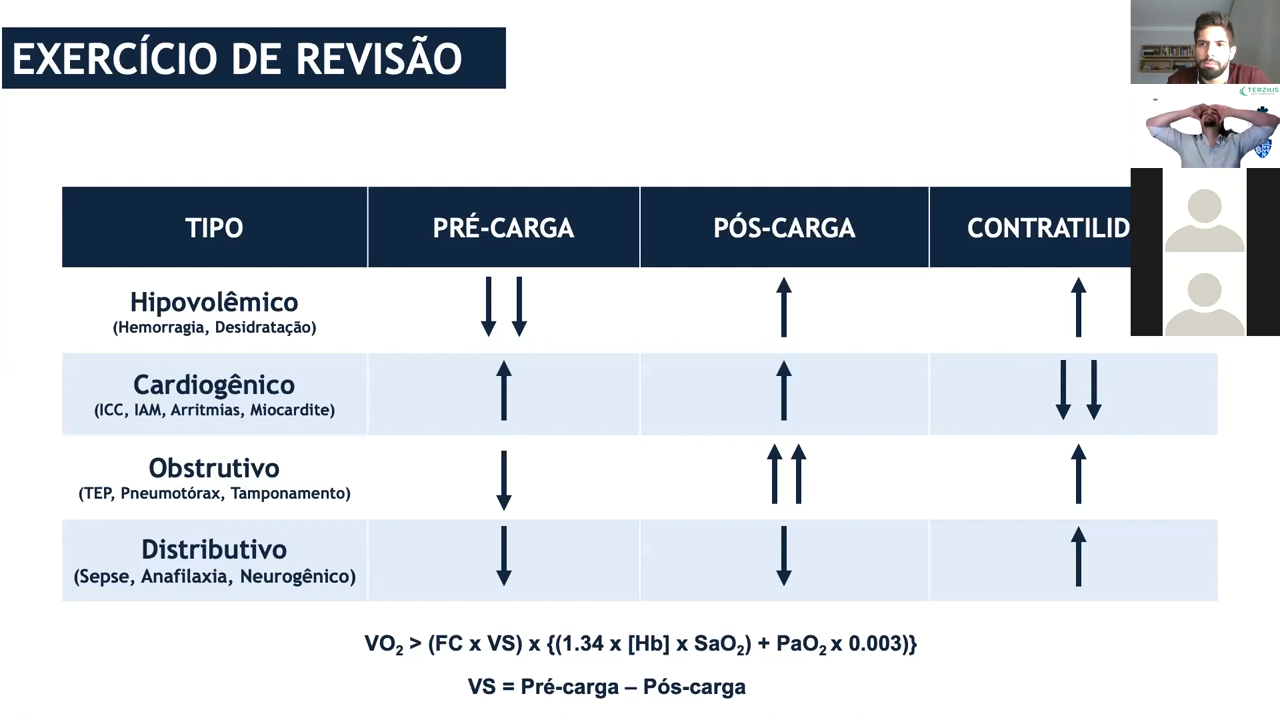 EXERCÍCIO DE REVISÃO
TERZIUS
TIPO
PRÉ-CARGA
PÓS-CARGA
CONTRATILID
Hipovolêmico
(Hemorragia, Desidratação)
Cardiogênico
(ICC, IAM, Arritmias, Miocardite)
Obstrutivo
(TEP, Pneumotórax, Tamponamento)
Distributivo
(Sepse, Anafilaxia, Neurogênico)
VO₂ > (FC x VS) x {(1.34 x [Hb] x SaO₂) + PaO₂ x 0.003)}
VS = Pré-carga – Pós-carga